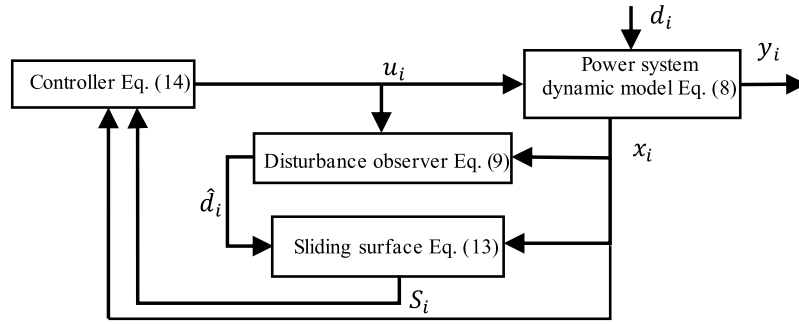 d_i
Controller Eq. (14)
u_i
Power system
dynamic model Eq. (8)
y_i
Disturbance observer Eq. (9)
x_i
d̂_i
Sliding surface Eq. (13)
S_i